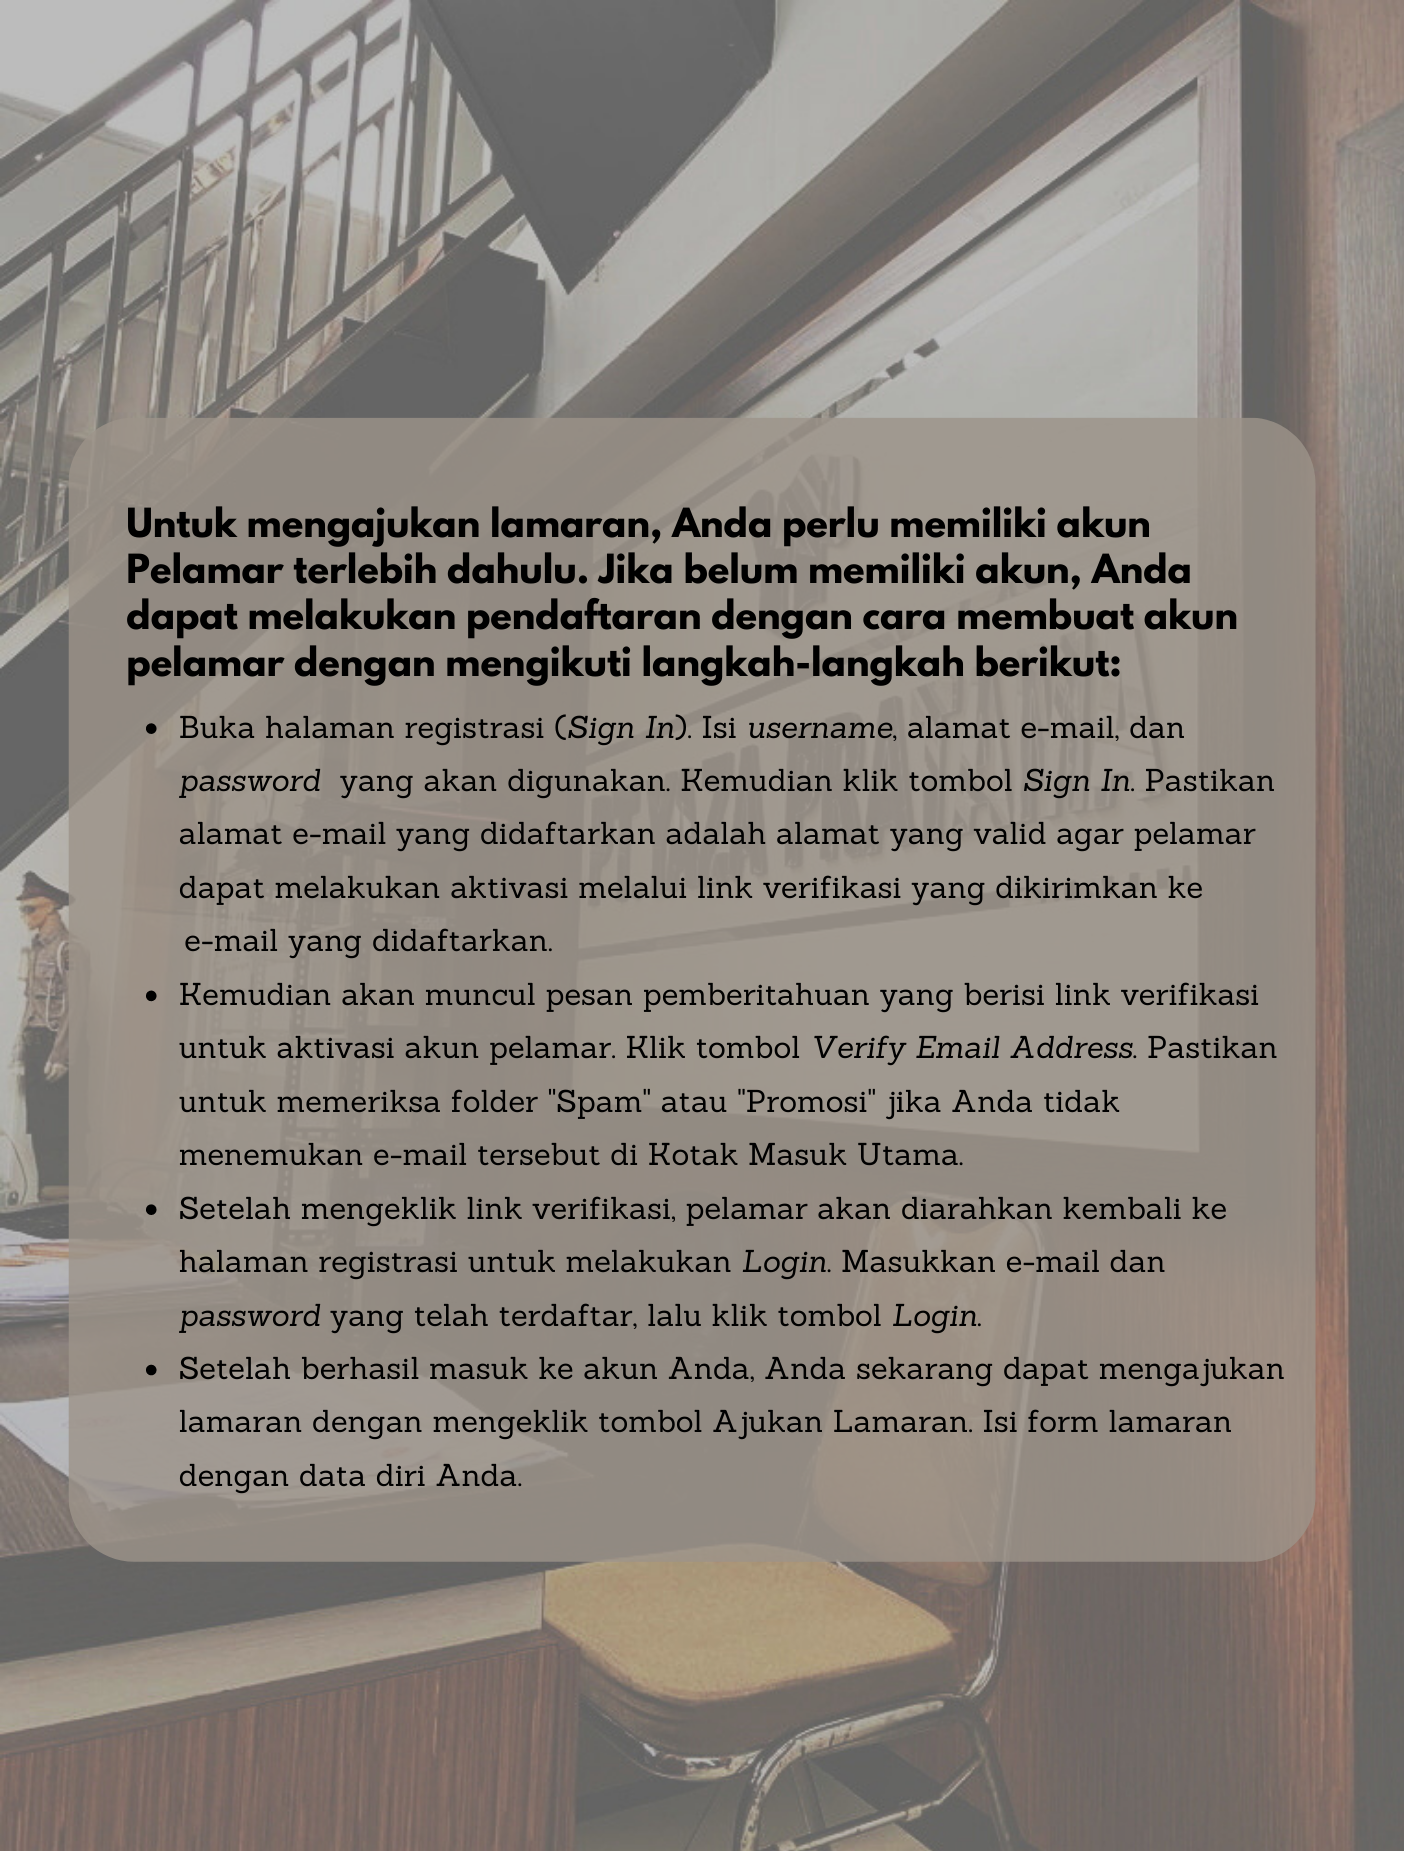 Untuk mengajukan lamaran, Anda perlu memiliki akun
Pelamar terlebih dahulu. Jika belum memiliki akun, Anda
dapat melakukan pendaftaran dengan cara membuat akun
pelamar dengan mengikuti langkah-langkah berikut:
• Buka halaman registrasi (Sign In). Isi username, alamat e-mail, dan
password yang akan digunakan. Kemudian klik tombol Sign In. Pastikan
alamat e-mail yang didaftarkan adalah alamat yang valid agar pelamar
dapat melakukan aktivasi melalui link verifikasi yang dikirimkan ke
e-mail yang didaftarkan.
• Kemudian akan muncul pesan pemberitahuan yang berisi link verifikasi
untuk aktivasi akun pelamar. Klik tombol Verify Email Address. Pastikan
untuk memeriksa folder "Spam" atau "Promosi" jika Anda tidak
menemukan e-mail tersebut di Kotak Masuk Utama.
• Setelah mengeklik link verifikasi, pelamar akan diarahkan kembali ke
halaman registrasi untuk melakukan Login. Masukkan e-mail dan
password yang telah terdaftar, lalu klik tombol Login.
• Setelah berhasil masuk ke akun Anda, Anda sekarang dapat mengajukan
lamaran dengan mengeklik tombol Ajukan Lamaran. Isi form lamaran
dengan data diri Anda.